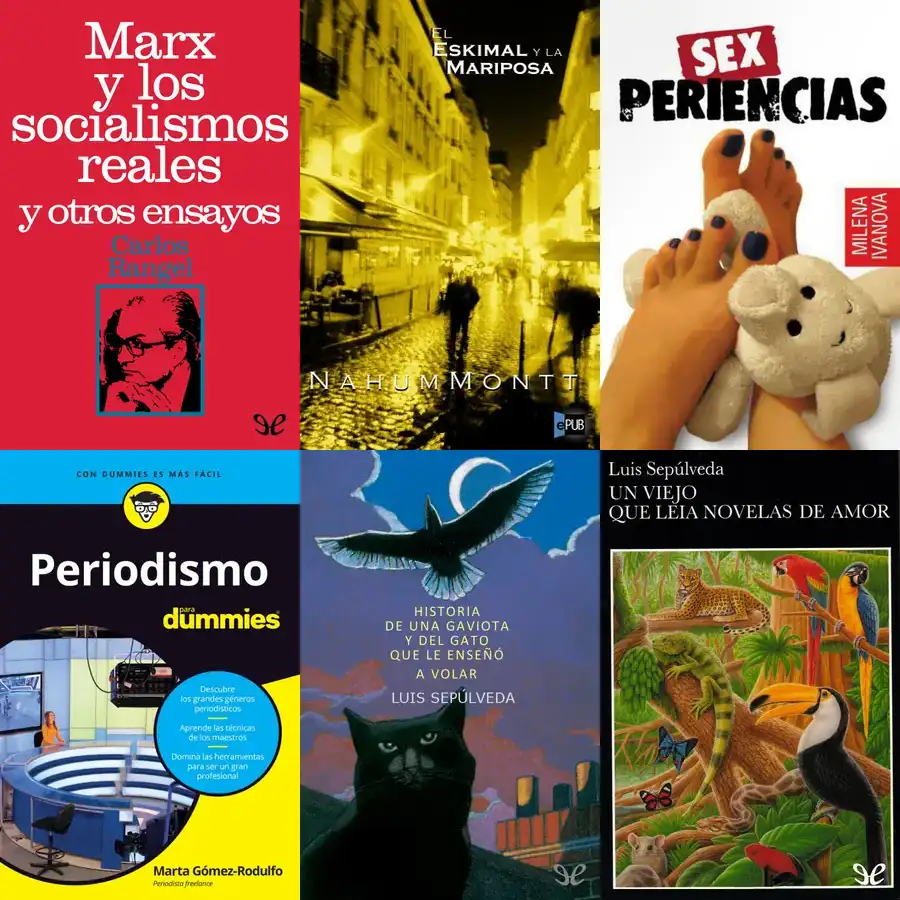 Marx
y los
socialismos
reales
y otros ensayos
Carlos
Rangel
EL
ESKIMAL Y LA
MARIPOSA
NAHUM MONTT
ePUB
SEX
PERIENCIAS
MILENA
IVANOVA
CON DUMMIES ES MÁS FÁCIL
Periodismo
para
dummies
Descubre
los grandes géneros
periodísticos
Aprende las técnicas
de los maestros
Domina las herramientas
para ser un gran
profesional
Marta Gómez-Rodulfo
Periodista freelance
HISTORIA
DE UNA GAVIOTA
Y DEL GATO
QUE LE ENSEÑÓ
A VOLAR
LUIS SEPÚLVEDA
Luis Sepúlveda
UN VIEJO
QUE LEIA NOVELAS DE AMOR